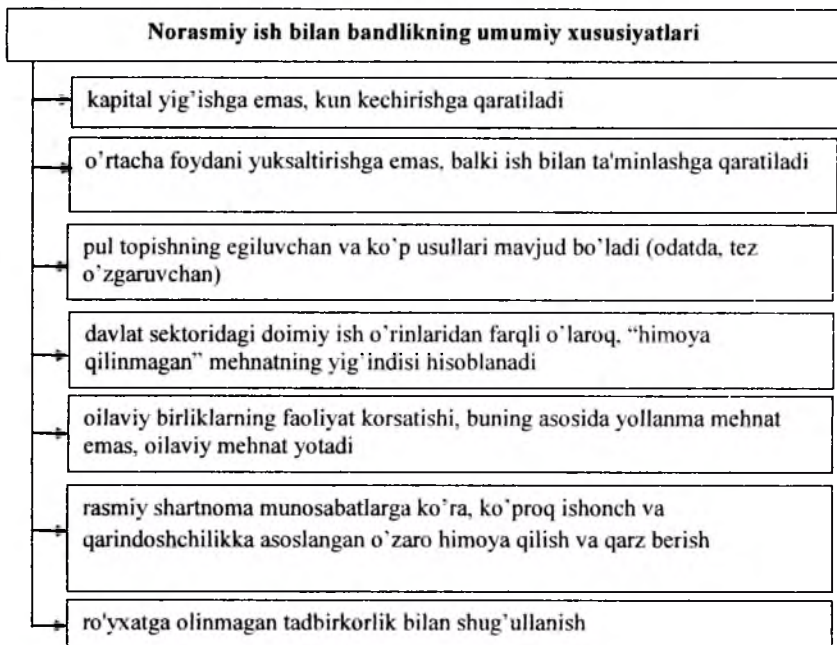 Norasmiy ish bilan bandlikning umumiy xususiyatlari
kapital yig'ishga emas, kun kechirishga qaratiladi
o'rtacha foydani yuksaltirishga emas, balki ish bilan ta'minlashga qaratiladi
pul topishning egiluvchan va ko'p usullari mavjud bo'ladi (odatda, tez
o'zgaruvchan)
davlat sektoridagi doimiy ish o'rinlaridan farqli o'laroq, “himoya
qilinmagan” mehnatning yig'indisi hisoblanadi
oilaviy birliklarning faoliyat korsatishi, buning asosida yollanma mehnat
emas, oilaviy mehnat yotadi
rasmiy shartnoma munosabatlarga ko'ra, ko'proq ishonch va
qarindoshchilikka asoslangan o'zaro himoya qilish va qarz berish
ro'yxatga olinmagan tadbirkorlik bilan shug'ullanish